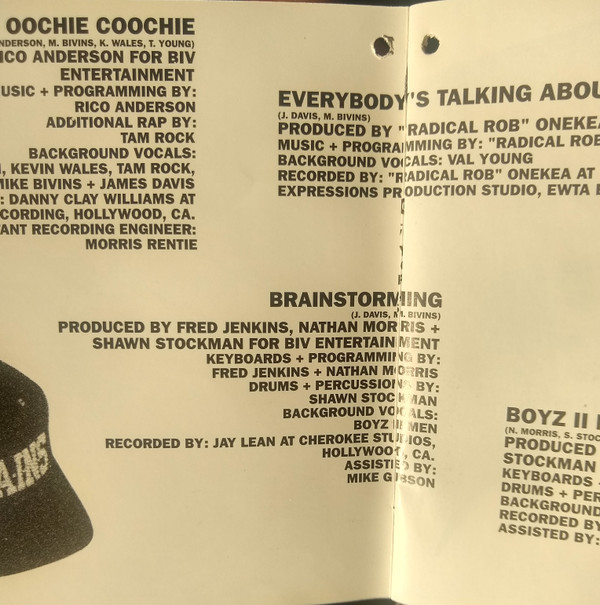 OOCHIE COOCHIE
NDERSON, M. BIVINS, K. WALES, T. YOUNG)
ICO ANDERSON FOR BIV
ENTERTAINMENT
USIC + PROGRAMMING BY:
RICO ANDERSON
ADDITIONAL RAP BY:
TAM ROCK
BACKGROUND VOCALS:
, KEVIN WALES, TAM ROCK,
MIKE BIVINS + JAMES DAVIS
: DANNY CLAY WILLIAMS AT
CORDING, HOLLYWOOD, CA.
ANT RECORDING ENGINEER:
MORRIS RENTIE
EVERYBODY'S TALKING ABOU
(J. DAVIS, M. BIVINS)
PRODUCED BY "RADICAL ROB" ONEKEA
MUSIC + PROGRAMMING BY: "RADICAL ROB
BACKGROUND VOCALS: VAL YOUNG
RECORDED BY: "RADICAL ROB" ONEKEA AT
EXPRESSIONS PRODUCTION STUDIO, EWTA
BRAINSTORMING
(J. DAVIS, M. BIVINS)
PRODUCED BY FRED JENKINS, NATHAN MORRIS +
SHAWN STOCKMAN FOR BIV ENTERTAINMENT
KEYBOARDS + PROGRAMMING BY:
FRED JENKINS + NATHAN MORRIS
DRUMS + PERCUSSION BY:
SHAWN STOCKMAN
BACKGROUND VOCALS:
BOYZ II MEN
RECORDED BY: JAY LEAN AT CHEROKEE STUDIOS,
HOLLYWOOD, CA.
ASSISTED BY:
MIKE GIBSON
AINS
BOYZ II
(N. MORRIS, S. STOC
PRODUCED
STOCKMAN
KEYBOARDS
DRUMS + PER
BACKGROUND
RECORDED BY
ASSISTED BY: